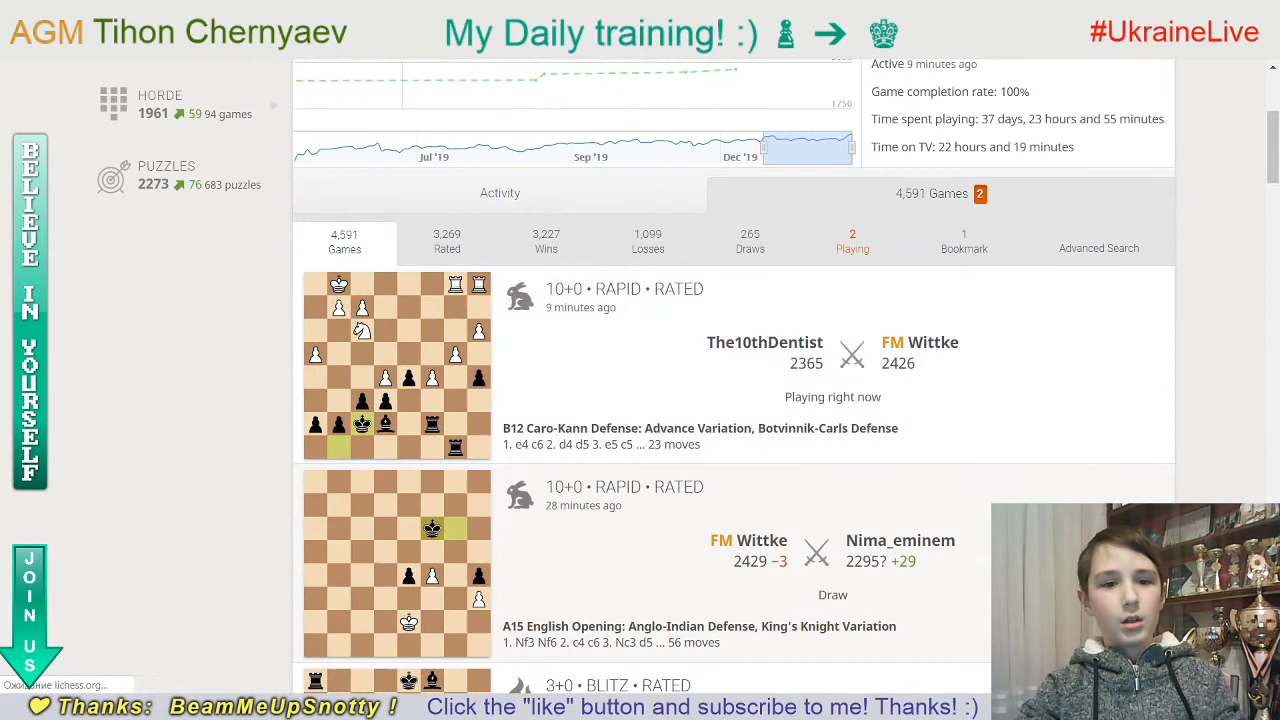 AGM Tihon Chernyaev
My Daily training! :)
#UkraineLive
HORDE
1961 59 94 games
PUZZLES
2273 76 683 puzzles
BELIEVE IN YOURSELF
JOIN US
1750
Jul '19
Sep '19
Dec '19
Active 9 minutes ago
Game completion rate: 100%
Time spent playing: 37 days, 23 hours and 55 minutes
Time on TV: 22 hours and 19 minutes
Activity
4,591 Games 2
4,591 Games
3,269 Rated
3,227 Wins
1,099 Losses
265 Draws
2 Playing
1 Bookmark
Advanced Search
10+0 • RAPID • RATED
9 minutes ago
The10thDentist
2365
FM Wittke
2426
Playing right now
B12 Caro-Kann Defense: Advance Variation, Botvinnik-Carls Defense
1. e4 c6 2. d4 d5 3. e5 c5 ... 23 moves
10+0 • RAPID • RATED
28 minutes ago
FM Wittke
2429 −3
Nima_eminem
2295? +29
Draw
A15 English Opening: Anglo-Indian Defense, King's Knight Variation
1. Nf3 Nf6 2. c4 c6 3. Nc3 d5 ... 56 moves
3+0 • BLITZ • RATED
Ожидание lichess.org...
Thanks: BeamMeUpSnotty !
Click the "like" button and subscribe to me! Thanks! :)